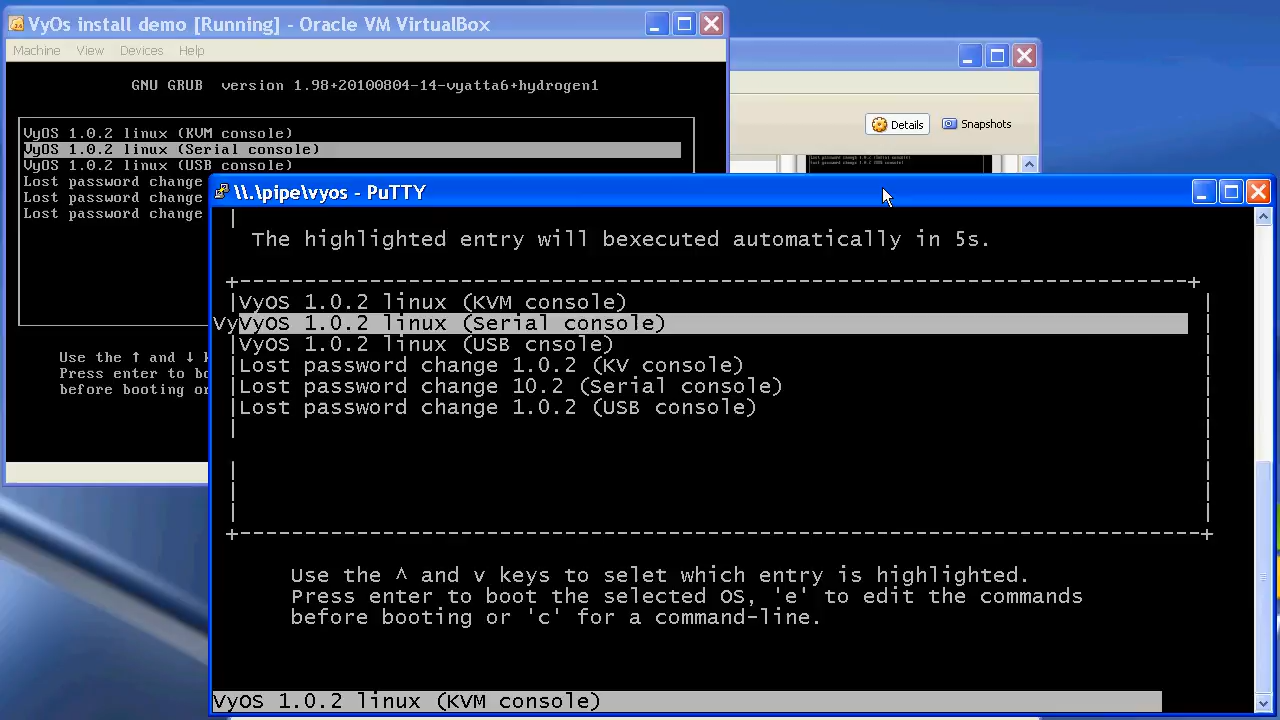 VyOs install demo [Running] - Oracle VM VirtualBox
Machine View Devices Help
GNU GRUB version 1.98+20100804-14-vyatta6+hydrogen1
VyOS 1.0.2 linux (KVM console)
VyOS 1.0.2 linux (Serial console)
VyOS 1.0.2 linux (USB console)
Lost password change
Lost password change
Lost password change
Use the ↑ and ↓ k
Press enter to bo
before booting or
Details Snapshots
\\.\pipe\vyos - PuTTY
The highlighted entry will bexecuted automatically in 5s.
VyOS 1.0.2 linux (KVM console)
VyVyOS 1.0.2 linux (Serial console)
VyOS 1.0.2 linux (USB cnsole)
Lost password change 1.0.2 (KV console)
Lost password change 10.2 (Serial console)
Lost password change 1.0.2 (USB console)
Use the ^ and v keys to selet which entry is highlighted.
Press enter to boot the selected OS, 'e' to edit the commands
before booting or 'c' for a command-line.
VyOS 1.0.2 linux (KVM console)